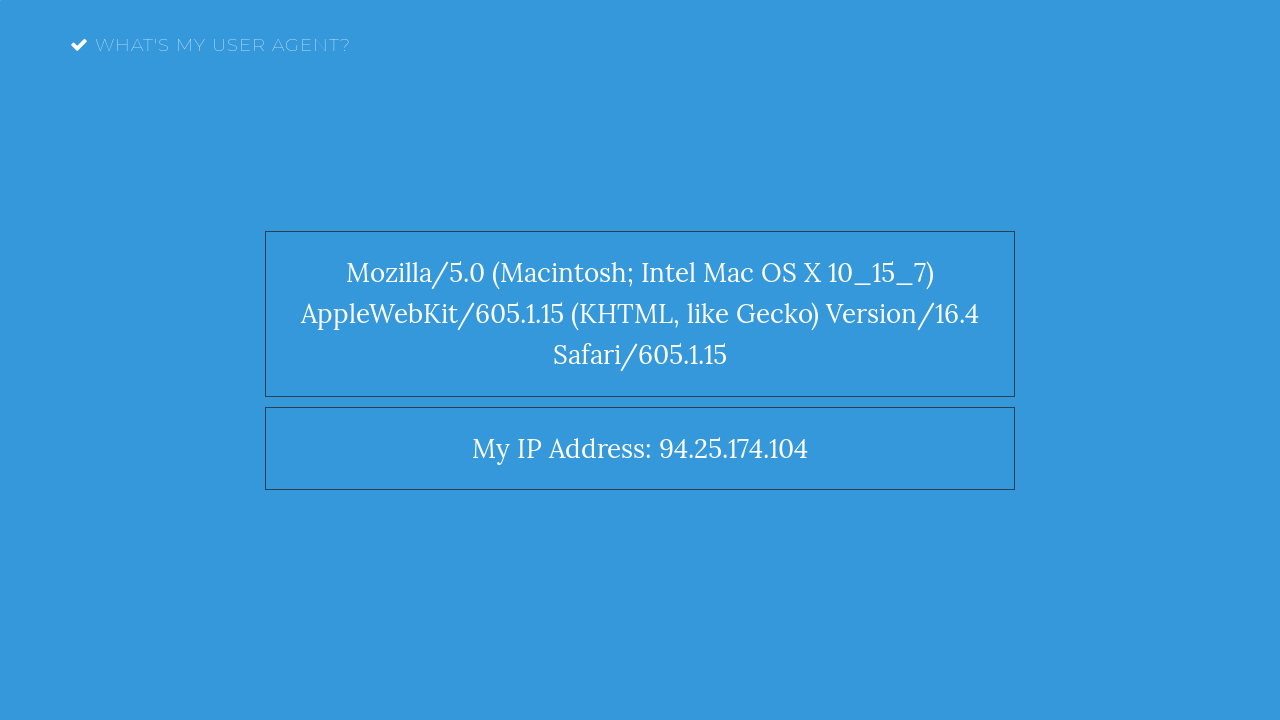 WHAT'S MY USER AGENT?
Mozilla/5.0 (Macintosh; Intel Mac OS X 10_15_7)
AppleWebKit/605.1.15 (KHTML, like Gecko) Version/16.4
Safari/605.1.15
My IP Address: 94.25.174.104